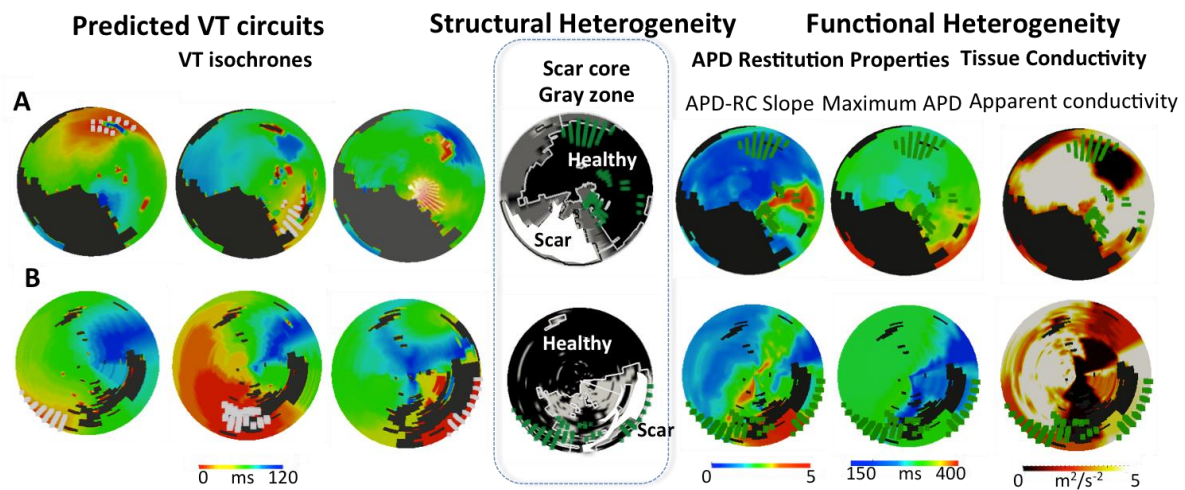 Predicted VT circuits
Structural Heterogeneity
Functional Heterogeneity
VT isochrones
Scar core
Gray zone
APD Restitution Properties
Tissue Conductivity
APD-RC Slope
Maximum APD
Apparent conductivity
A
Healthy
Scar
B
Healthy
Scar
0 ms 120
0 5
150 ms 400
0 m²/s⁻² 5